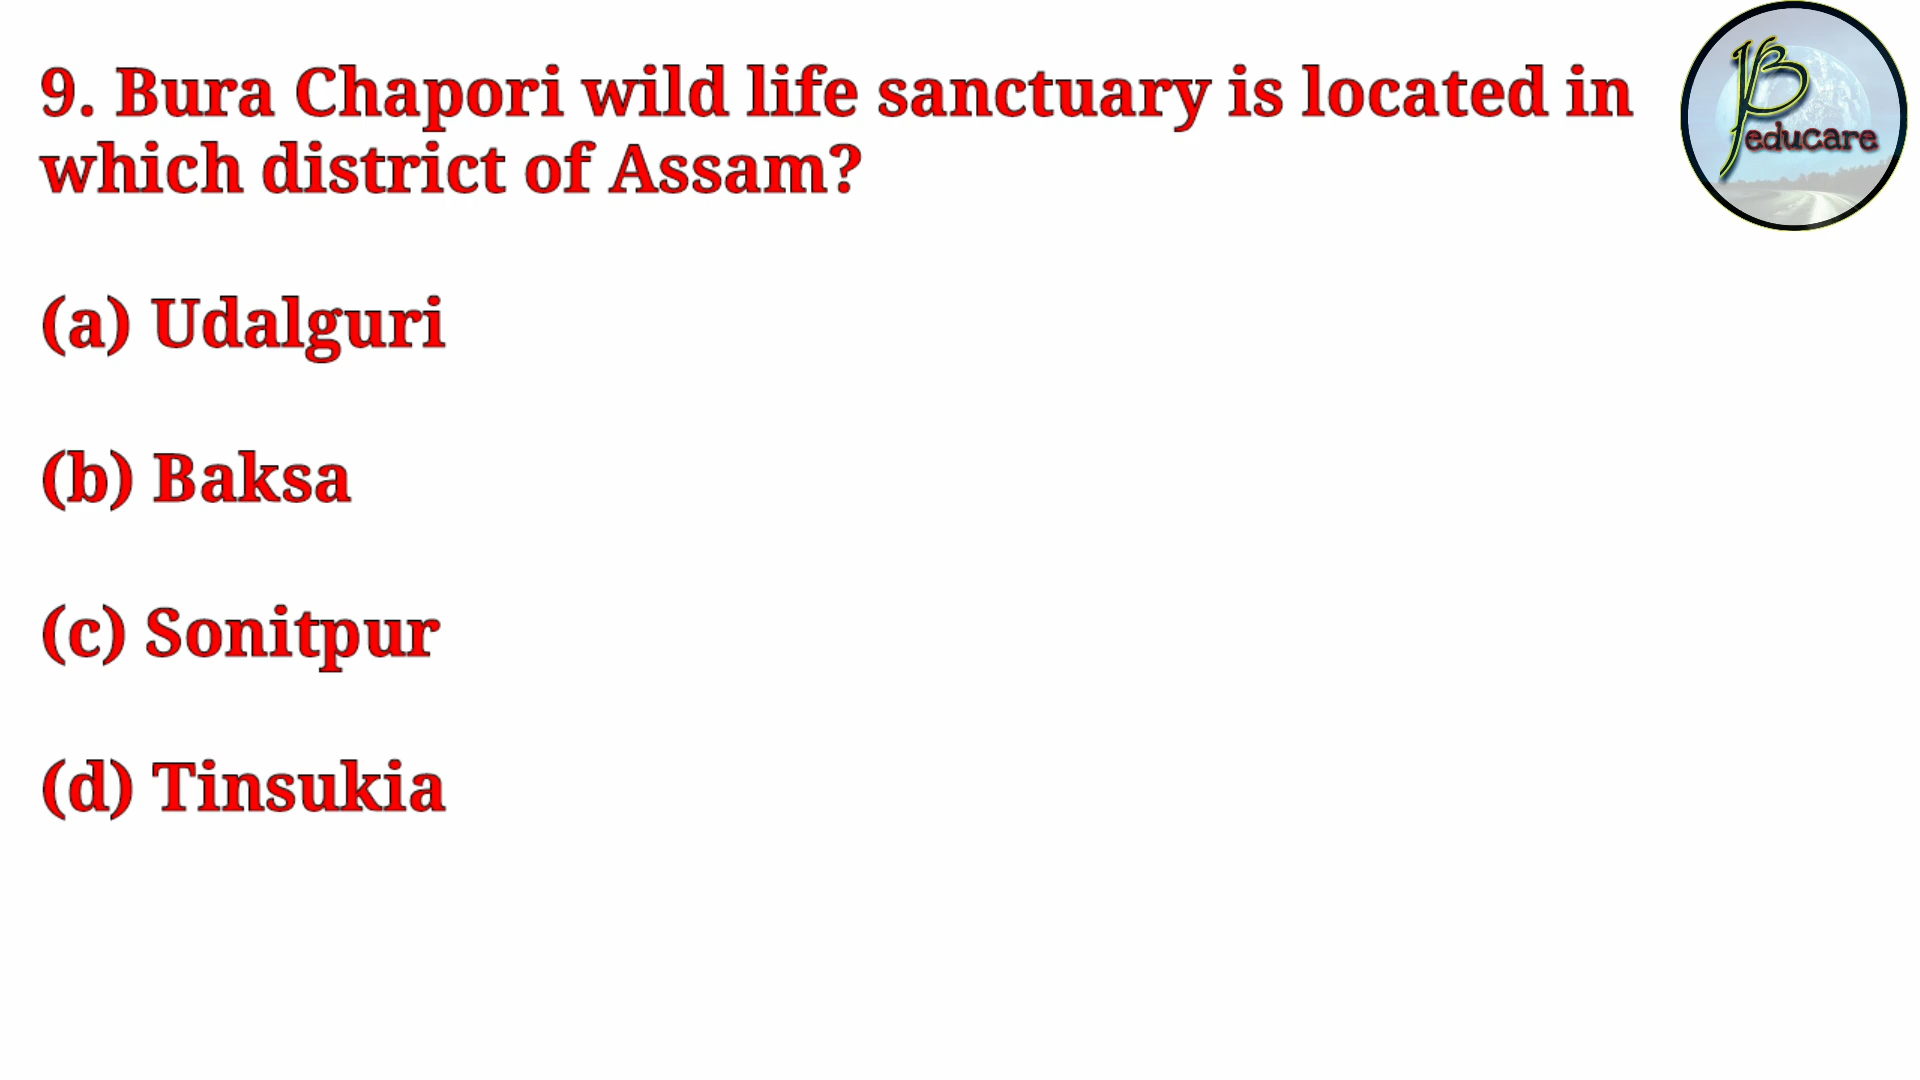 9. Bura Chapori wild life sanctuary is located in
which district of Assam?
(a) Udalguri
(b) Baksa
(c) Sonitpur
(d) Tinsukia
educare